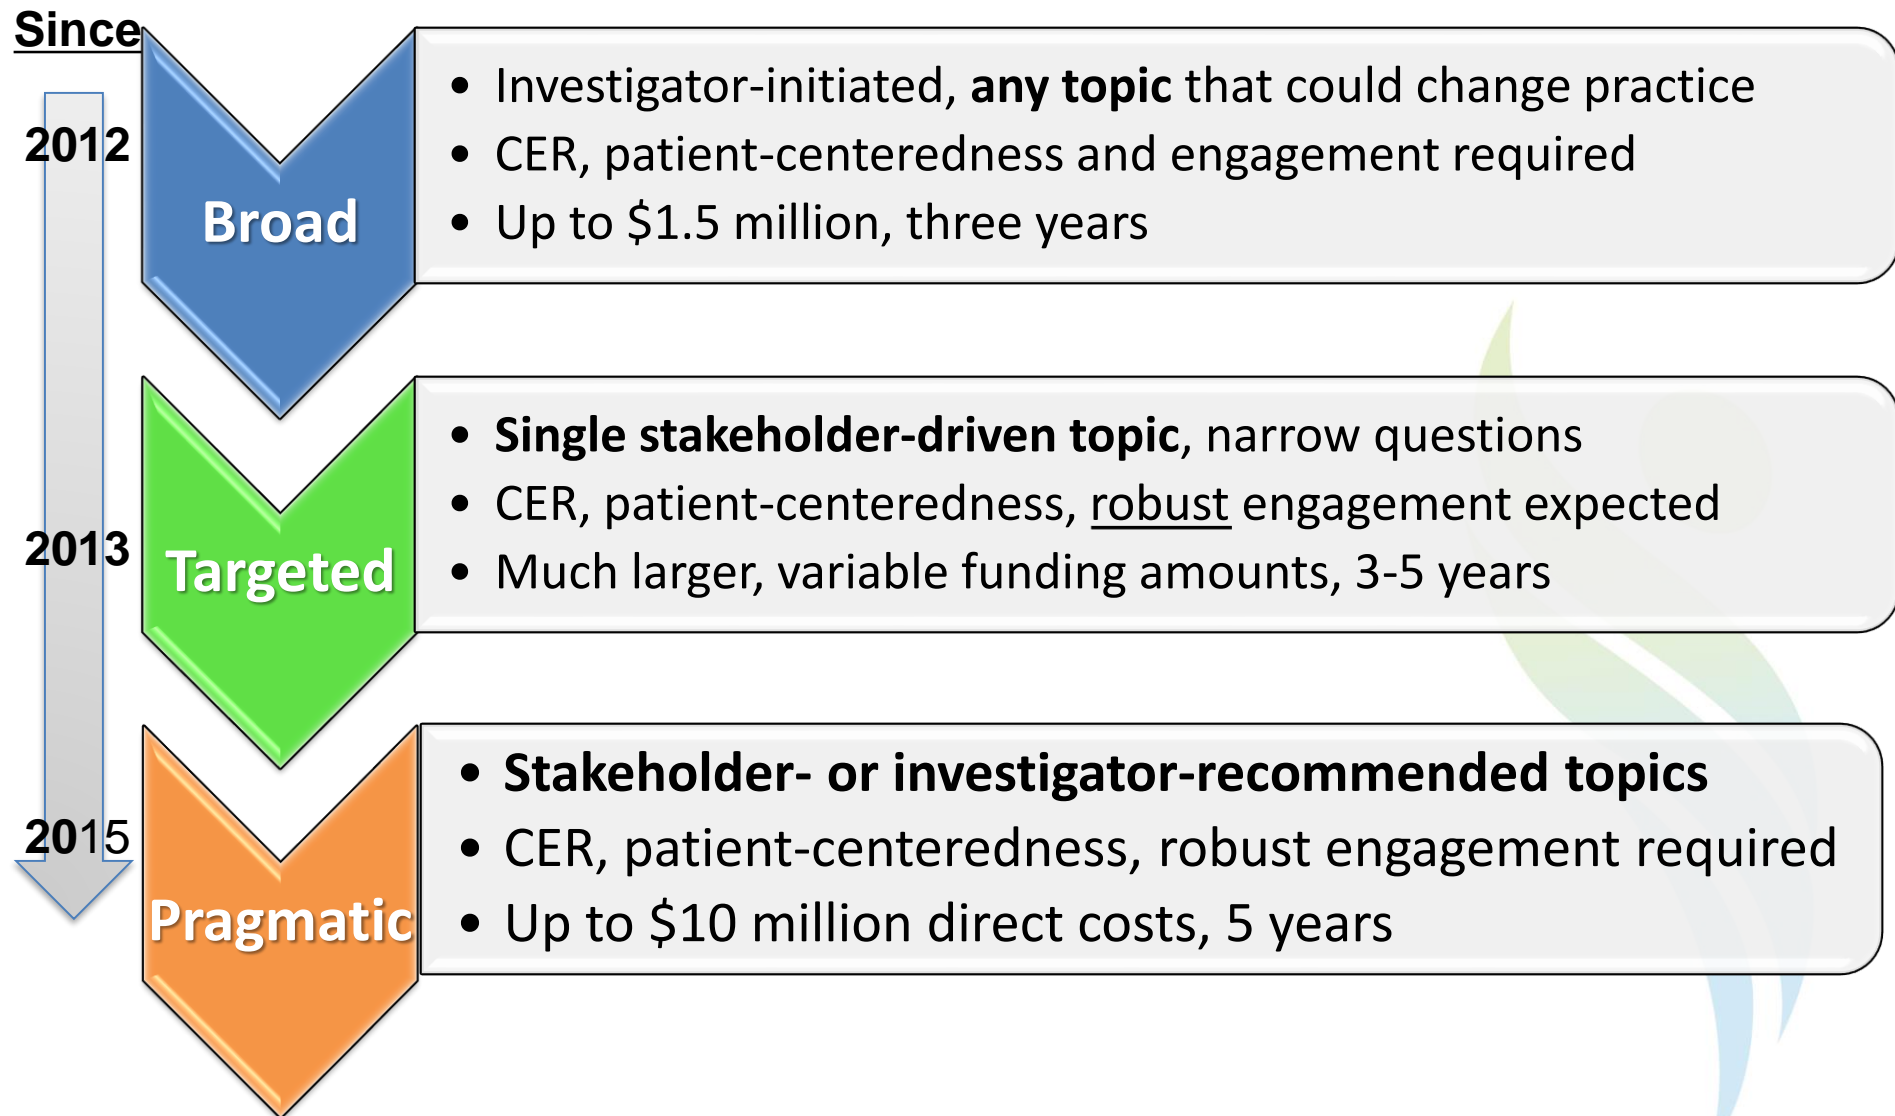 Since
2012
Broad
• Investigator-initiated, any topic that could change practice
• CER, patient-centeredness and engagement required
• Up to $1.5 million, three years
2013
Targeted
• Single stakeholder-driven topic, narrow questions
• CER, patient-centeredness, robust engagement expected
• Much larger, variable funding amounts, 3-5 years
2015
Pragmatic
• Stakeholder- or investigator-recommended topics
• CER, patient-centeredness, robust engagement required
• Up to $10 million direct costs, 5 years